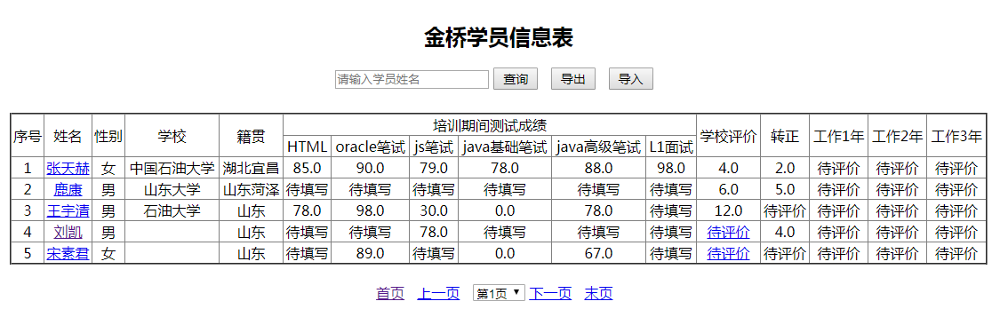 金桥学员信息表
请输入学员姓名 查询 导出 导入
序号 姓名 性别 学校 籍贯 培训期间测试成绩 学校评价 转正 工作1年 工作2年 工作3年
HTML oracle笔试 js笔试 java基础笔试 java高级笔试 L1面试
1 张天赫 女 中国石油大学 湖北宜昌 85.0 90.0 79.0 78.0 88.0 98.0 4.0 2.0 待评价 待评价 待评价
2 鹿康 男 山东大学 山东菏泽 待填写 待填写 待填写 待填写 待填写 待填写 6.0 5.0 待评价 待评价 待评价
3 王宇清 男 石油大学 山东 78.0 98.0 30.0 0.0 78.0 待填写 12.0 待评价 待评价 待评价 待评价
4 刘凯 男 山东 待填写 待填写 78.0 待填写 待填写 待填写 待评价 4.0 待评价 待评价 待评价
5 宋素君 女 山东 待填写 89.0 待填写 0.0 67.0 待填写 待评价 待评价 待评价 待评价 待评价
首页 上一页 第1页 下一页 末页